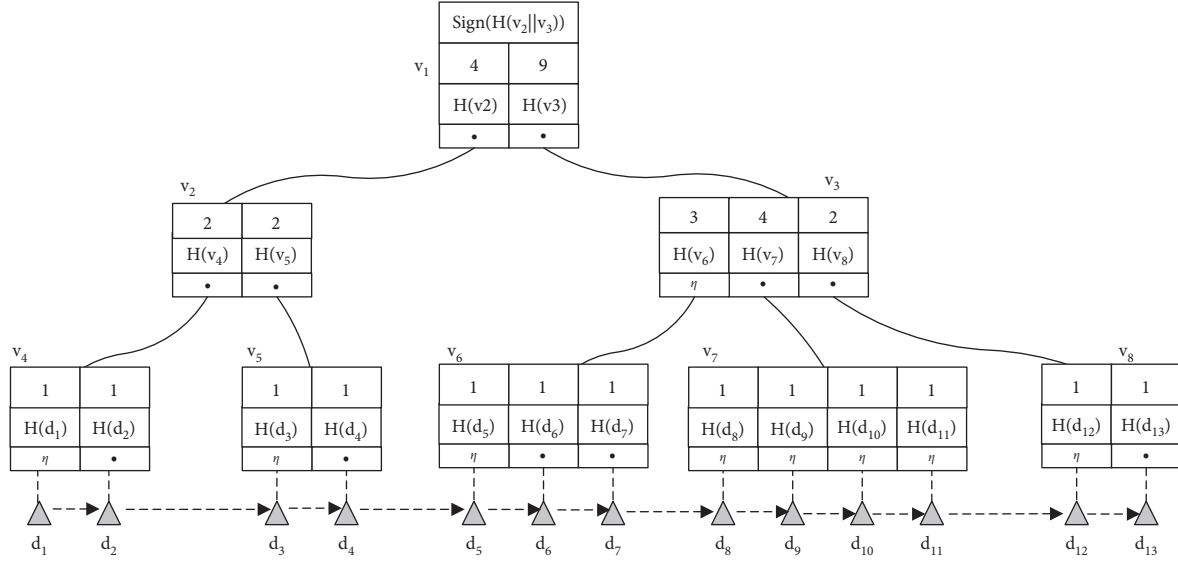 Sign(H(v₂||v₃))
v₁ 4 9
H(v2) H(v3)
• •
v₂ v₃
2 2 3 4 2
H(v₄) H(v₅) H(v₆) H(v₇) H(v₈)
• • η • •
v₄ v₅ v₆ v₇ v₈
1 1 1 1 1 1 1 1 1 1 1 1 1
H(d₁) H(d₂) H(d₃) H(d₄) H(d₅) H(d₆) H(d₇) H(d₈) H(d₉) H(d₁₀) H(d₁₁) H(d₁₂) H(d₁₃)
η • η • η • • η η η η η •
d₁ d₂ d₃ d₄ d₅ d₆ d₇ d₈ d₉ d₁₀ d₁₁ d₁₂ d₁₃